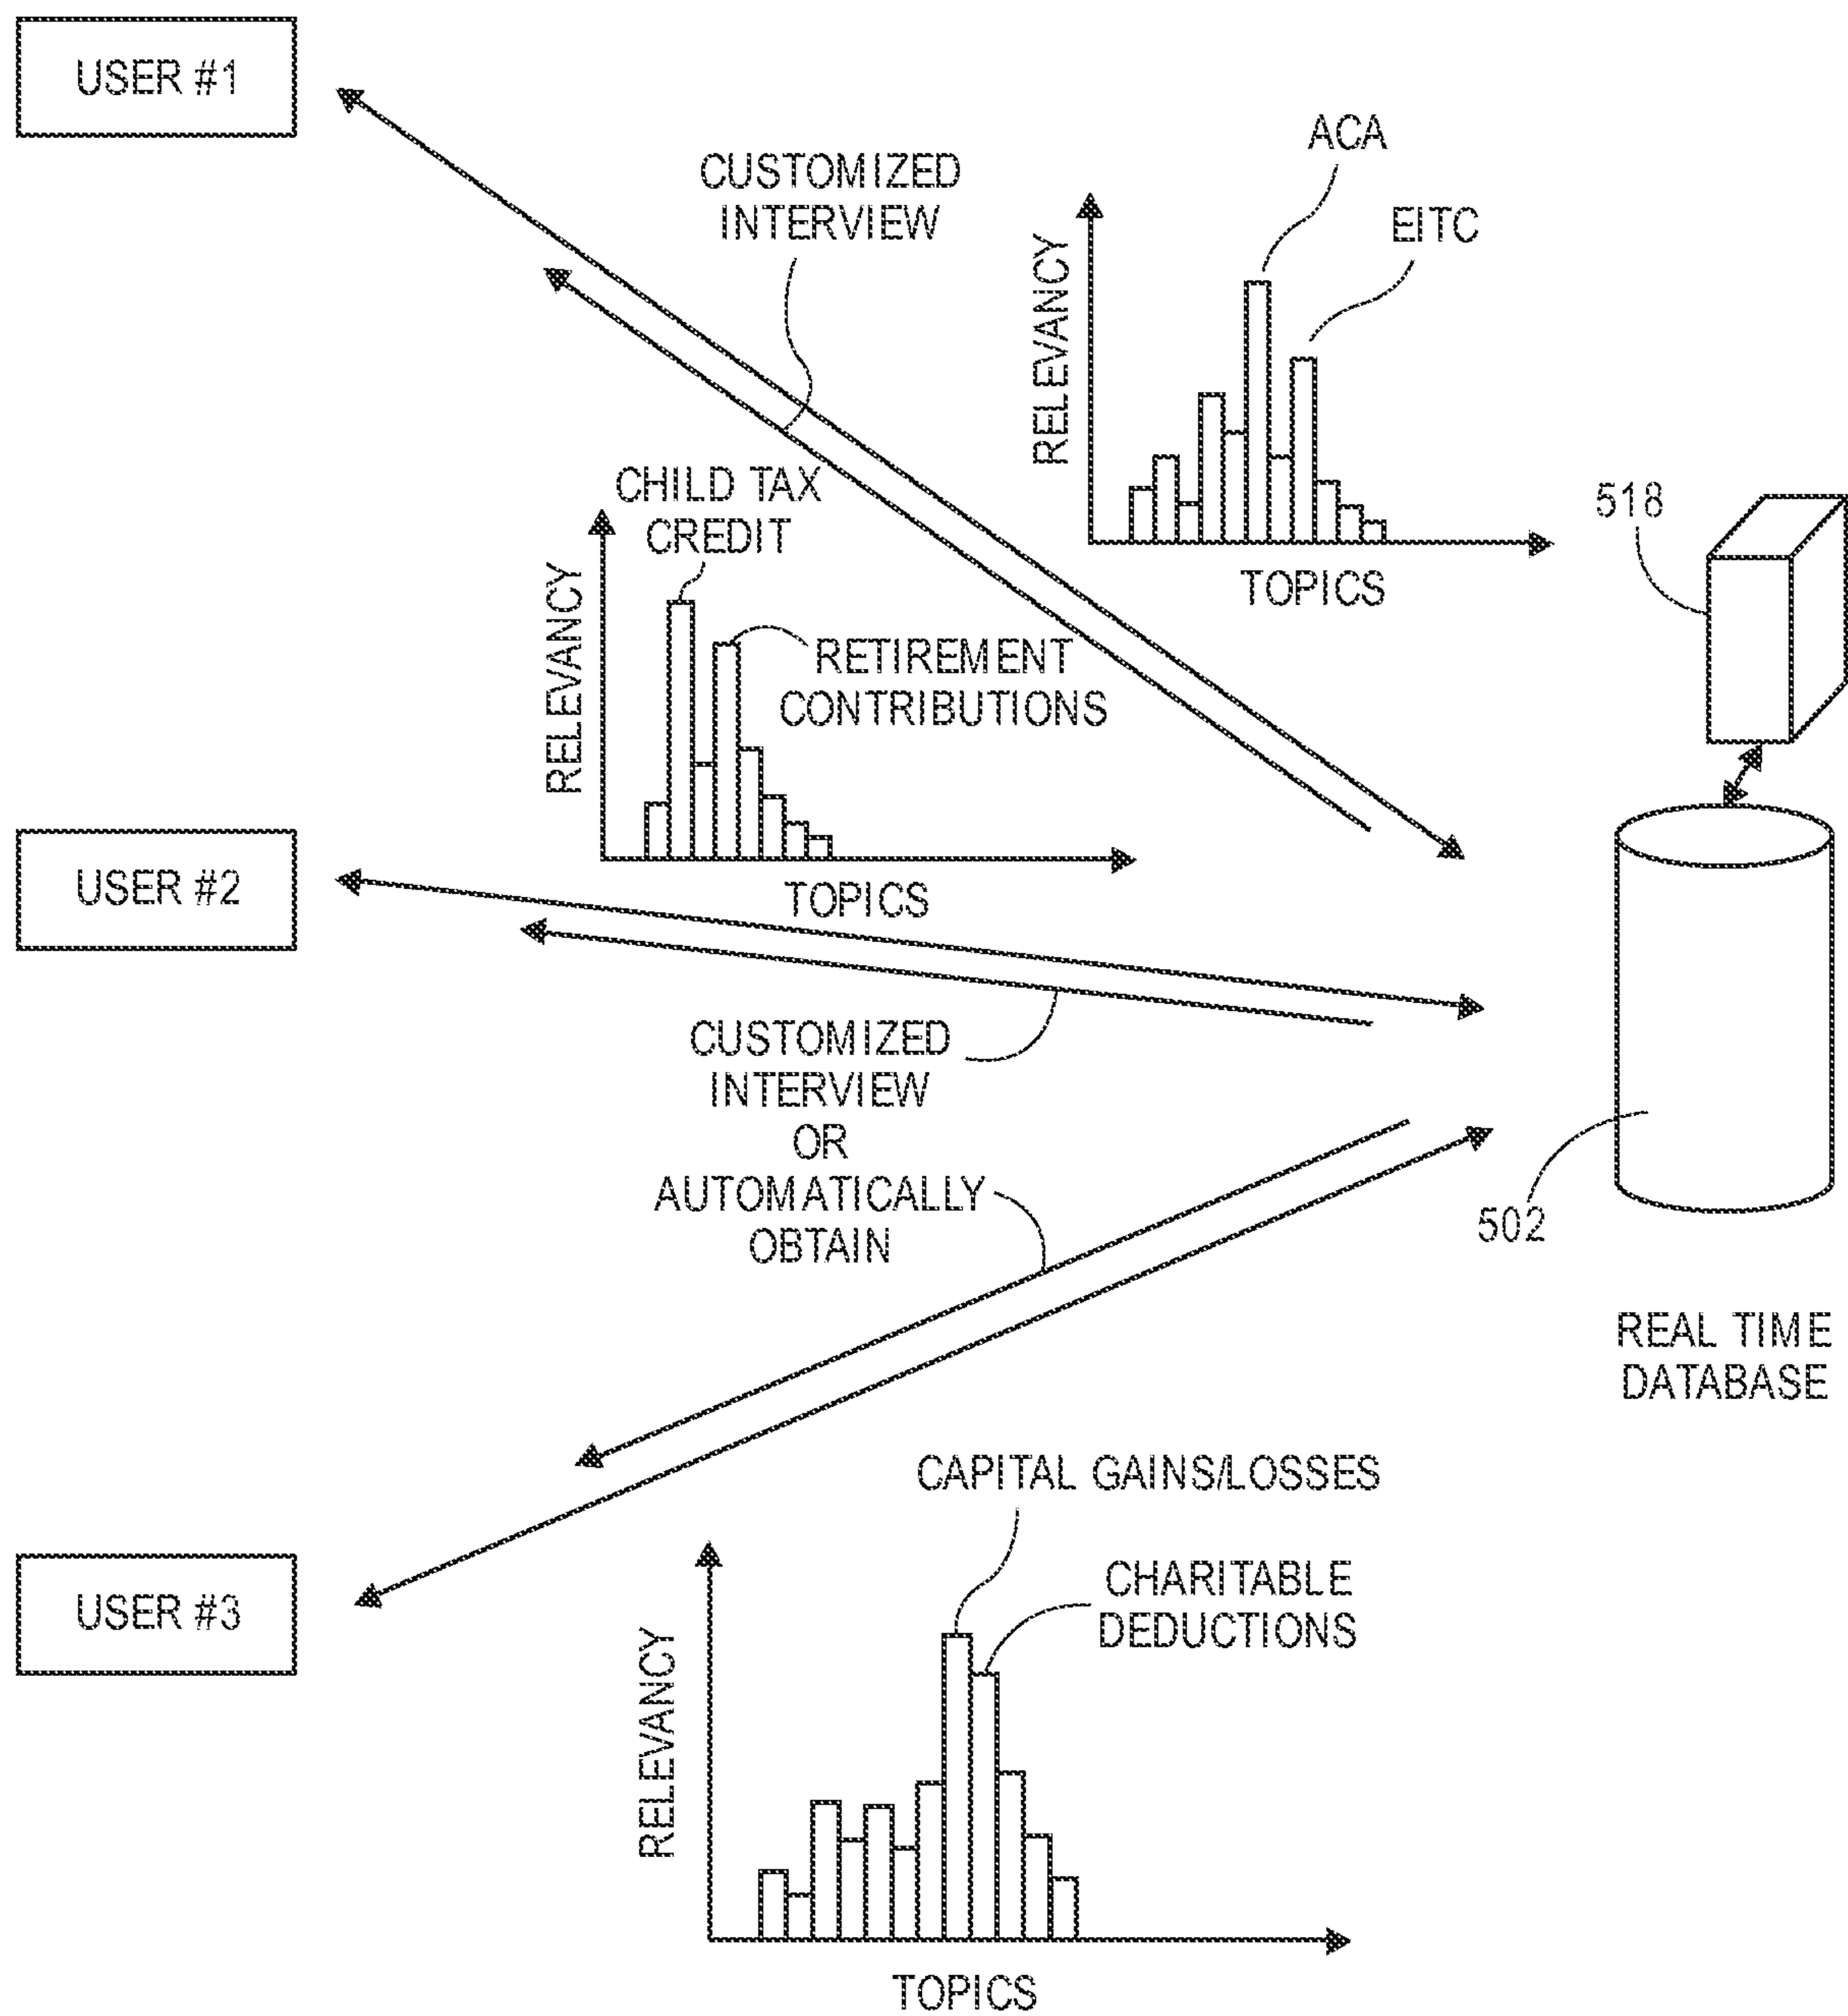 USER #1
CUSTOMIZED
INTERVIEW
ACA
EITC
RELEVANCY
TOPICS
518
CHILD TAX
CREDIT
RETIREMENT
CONTRIBUTIONS
RELEVANCY
TOPICS
USER #2
CUSTOMIZED
INTERVIEW
OR
AUTOMATICALLY
OBTAIN
502
REAL TIME
DATABASE
USER #3
CAPITAL GAINS/LOSSES
CHARITABLE
DEDUCTIONS
RELEVANCY
TOPICS